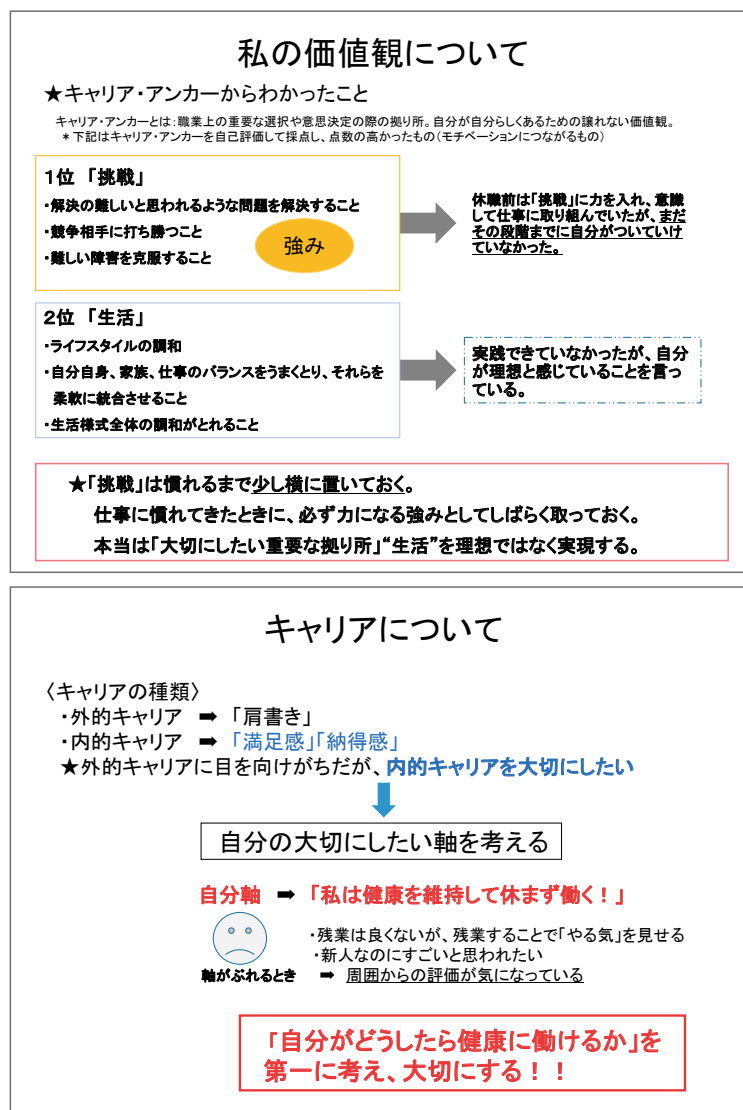 私の価値観について
★キャリア・アンカーからわかったこと
キャリア・アンカーとは：職業上の重要な選択や意思決定の際の拠り所。自分が自分らしくあるための譲れない価値観。
＊下記はキャリア・アンカーを自己評価して採点し、点数の高かったもの（モチベーションにつながるもの）
1位 「挑戦」
・解決の難しいと思われるような問題を解決すること
・競争相手に打ち勝つこと
・難しい障害を克服すること
強み
休職前は「挑戦」に力を入れ、意識
して仕事に取り組んでいたが、まだ
その段階までに自分がついていけ
ていなかった。
2位 「生活」
・ライフスタイルの調和
・自分自身、家族、仕事のバランスをうまくとり、それらを
柔軟に統合させること
・生活様式全体の調和がとれること
実践できていなかったが、自分
が理想と感じていることを言っ
ている。
★「挑戦」は慣れるまで少し横に置いておく。
仕事に慣れてきたときに、必ず力になる強みとしてしばらく取っておく。
本当は「大切にしたい重要な拠り所」“生活”を理想ではなく実現する。
キャリアについて
〈キャリアの種類〉
・外的キャリア ➡ 「肩書き」
・内的キャリア ➡ 「満足感」「納得感」
★外的キャリアに目を向けがちだが、内的キャリアを大切にしたい
自分の大切にしたい軸を考える
自分軸 ➡ 「私は健康を維持して休まず働く！」
・残業は良くないが、残業することで「やる気」を見せる
・新人なのにすごいと思われたい
軸がぶれるとき ➡ 周囲からの評価が気になっている
「自分がどうしたら健康に働けるか」を
第一に考え、大切にする！！